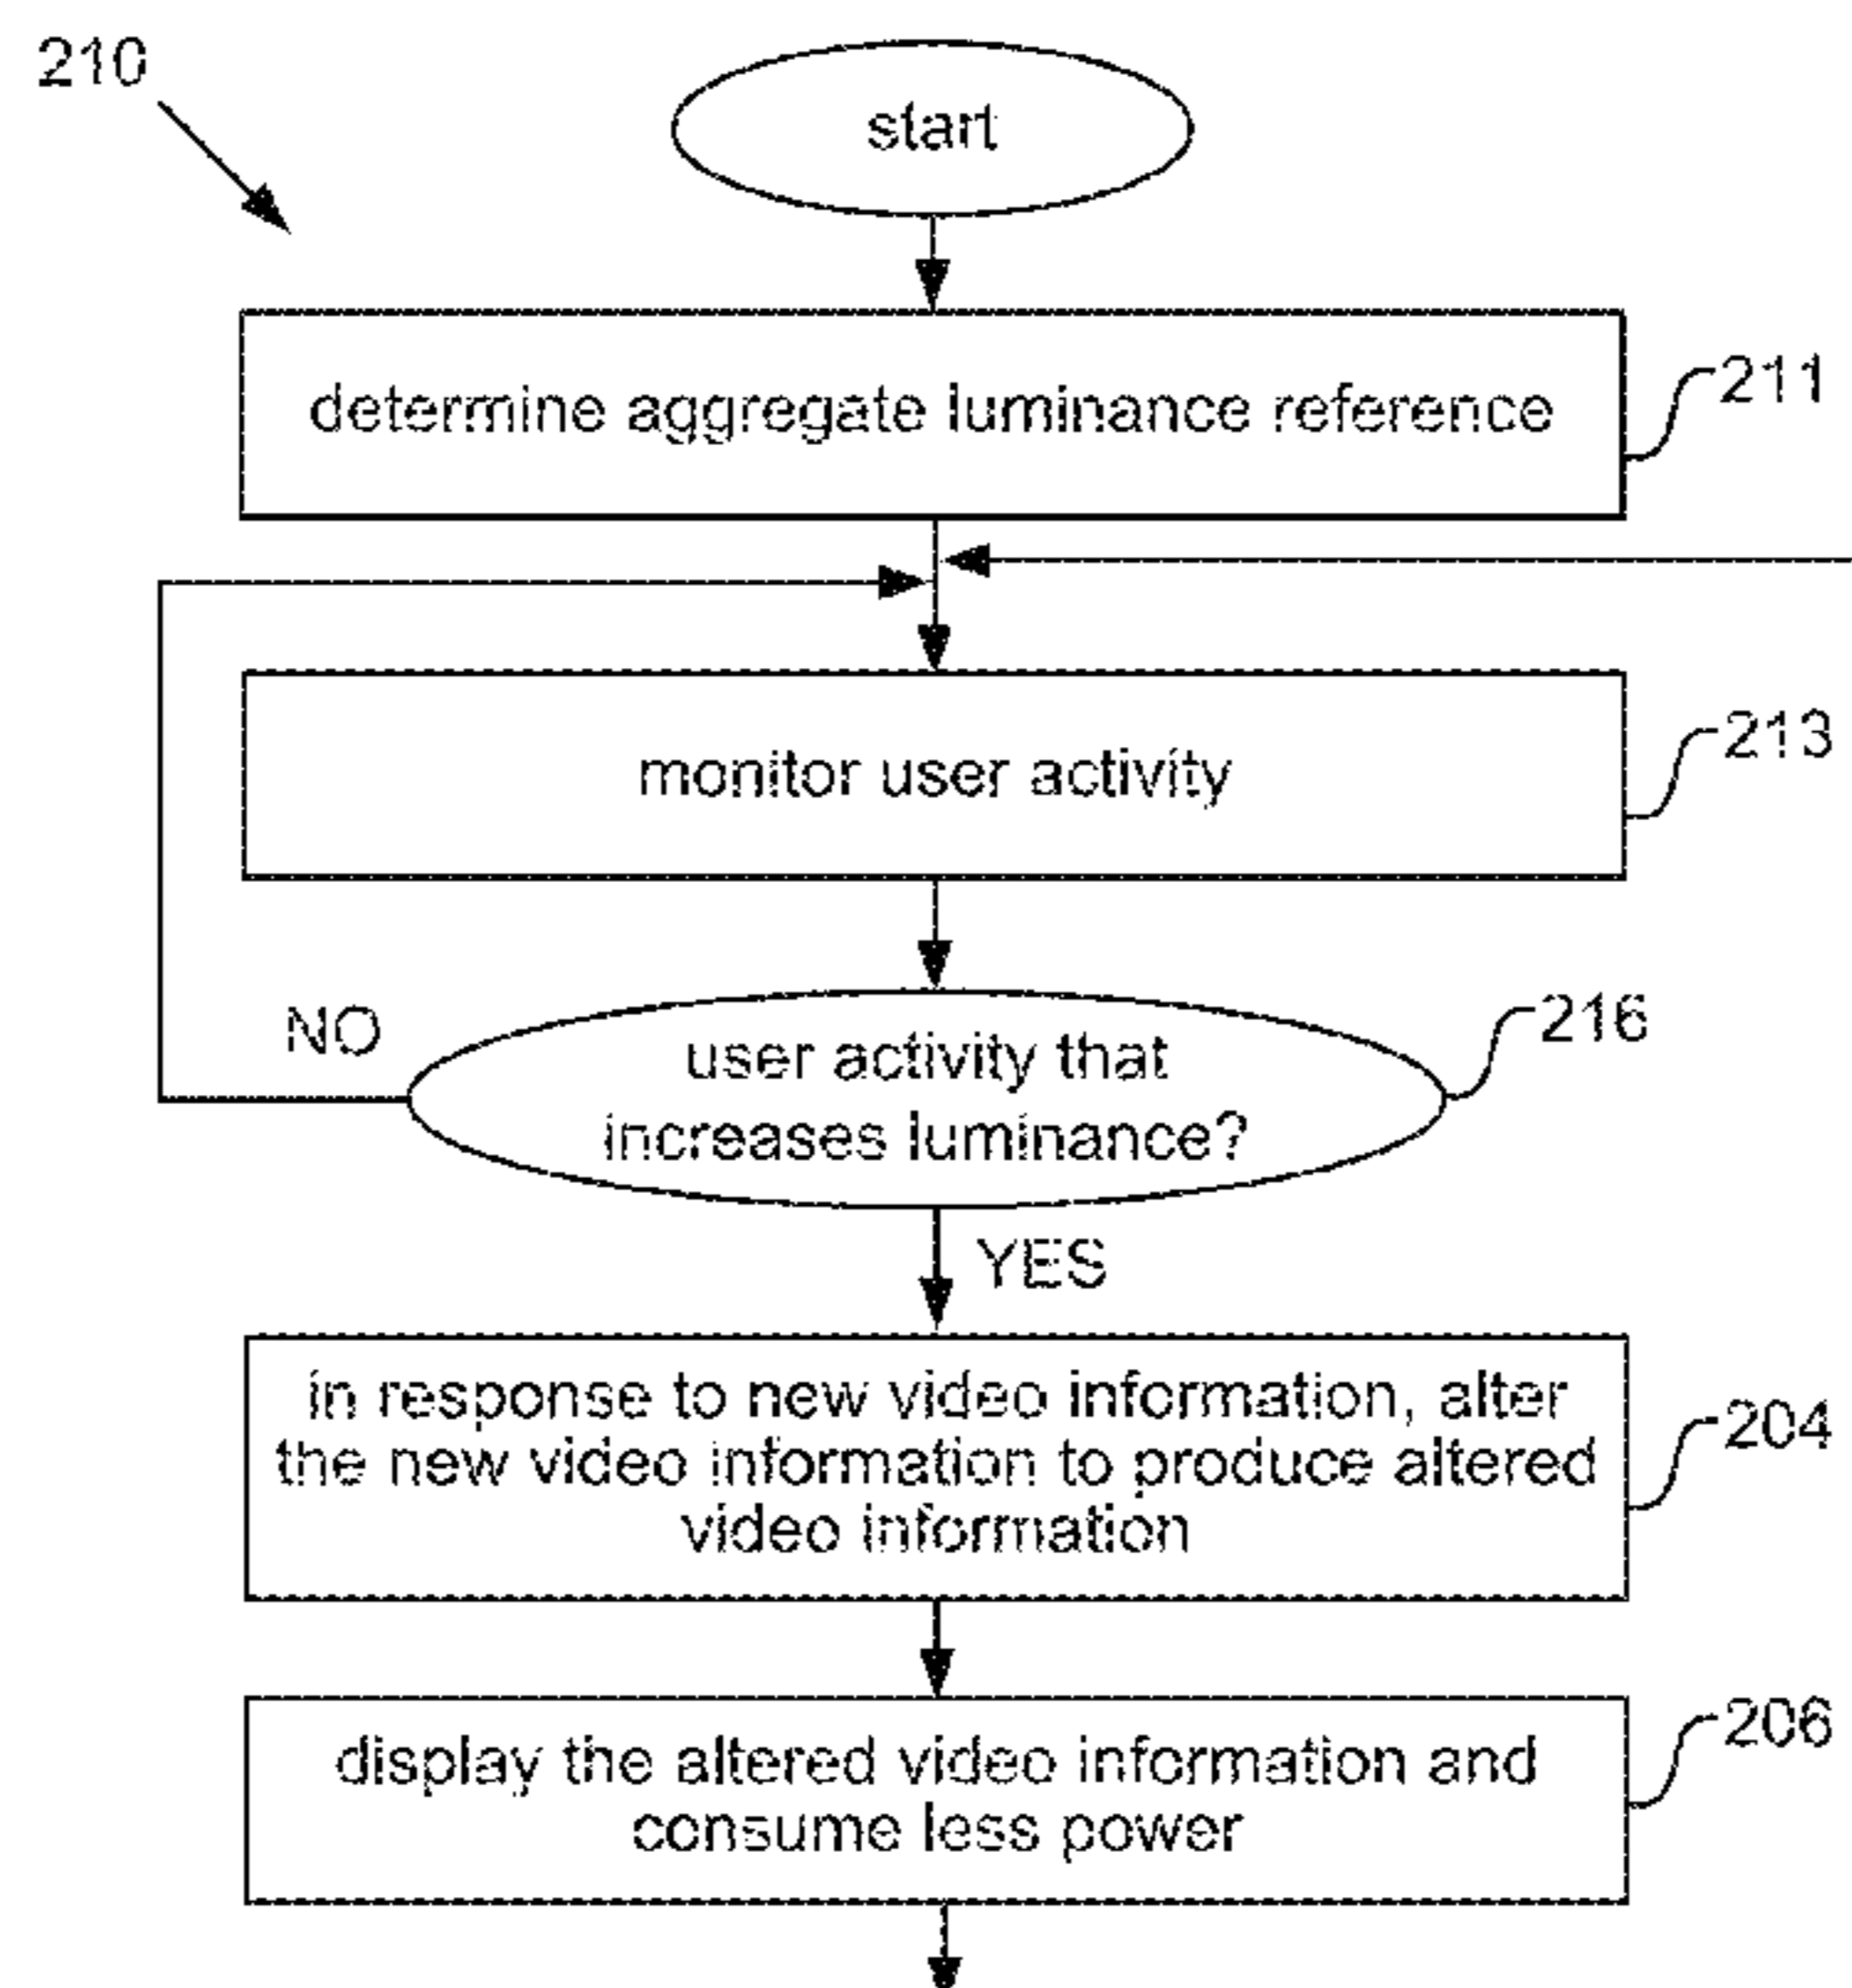 210
start
determine aggregate luminance reference
211
monitor user activity
213
NO
user activity that
increases luminance?
216
YES
in response to new video information, alter
the new video information to produce altered
video information
204
display the altered video information and
consume less power
206